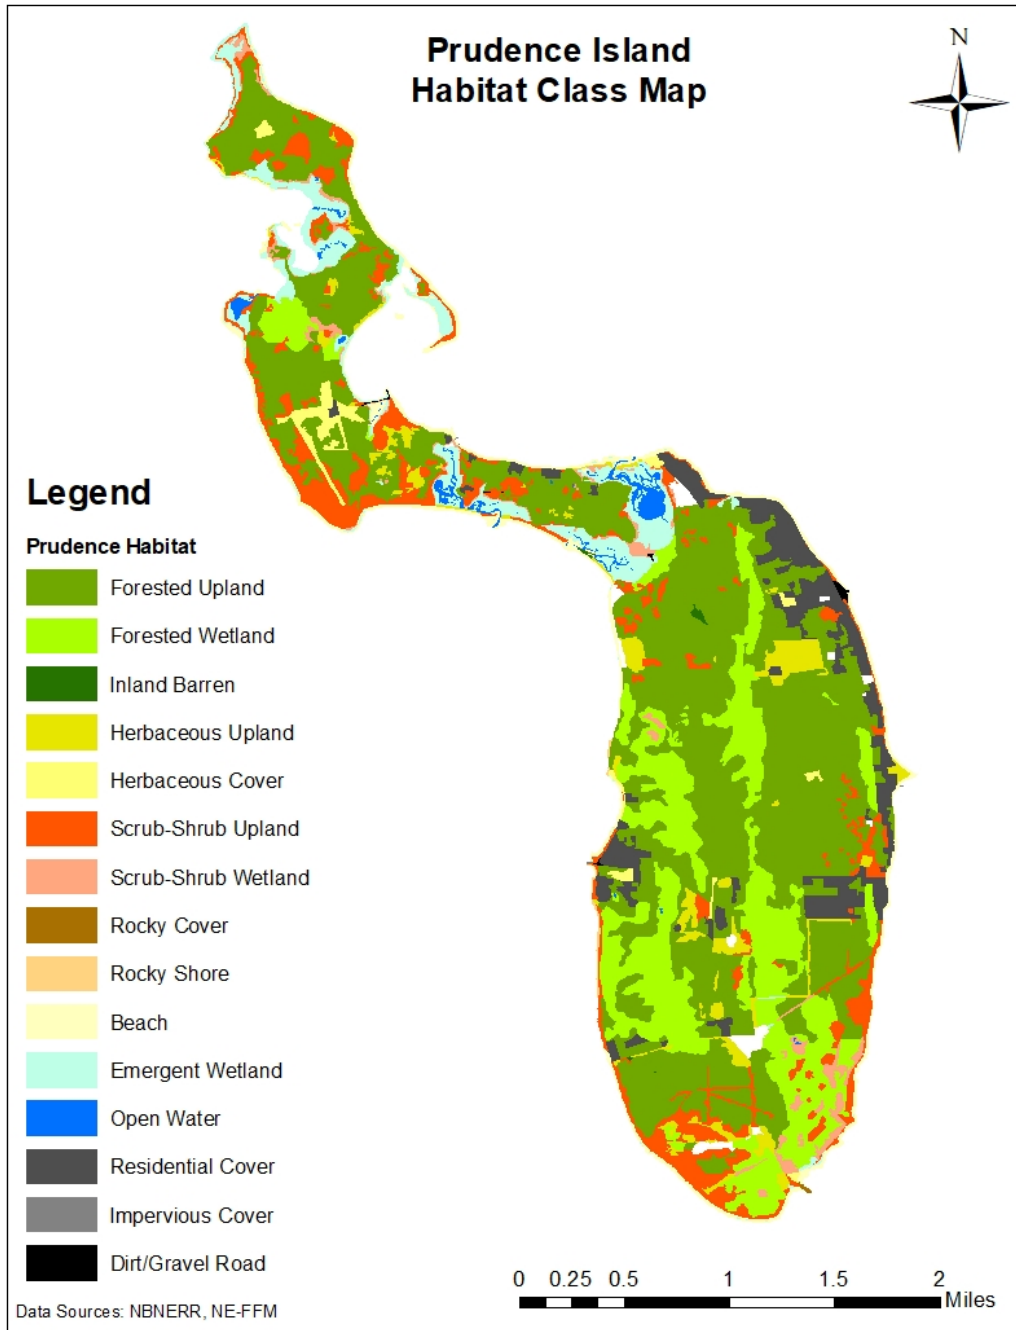 Prudence Island
Habitat Class Map
N
Legend
Prudence Habitat
Forested Upland
Forested Wetland
Inland Barren
Herbaceous Upland
Herbaceous Cover
Scrub-Shrub Upland
Scrub-Shrub Wetland
Rocky Cover
Rocky Shore
Beach
Emergent Wetland
Open Water
Residential Cover
Impervious Cover
Dirt/Gravel Road
0 0.25 0.5 1 1.5 2
Miles
Data Sources: NBNERR, NE-FFM